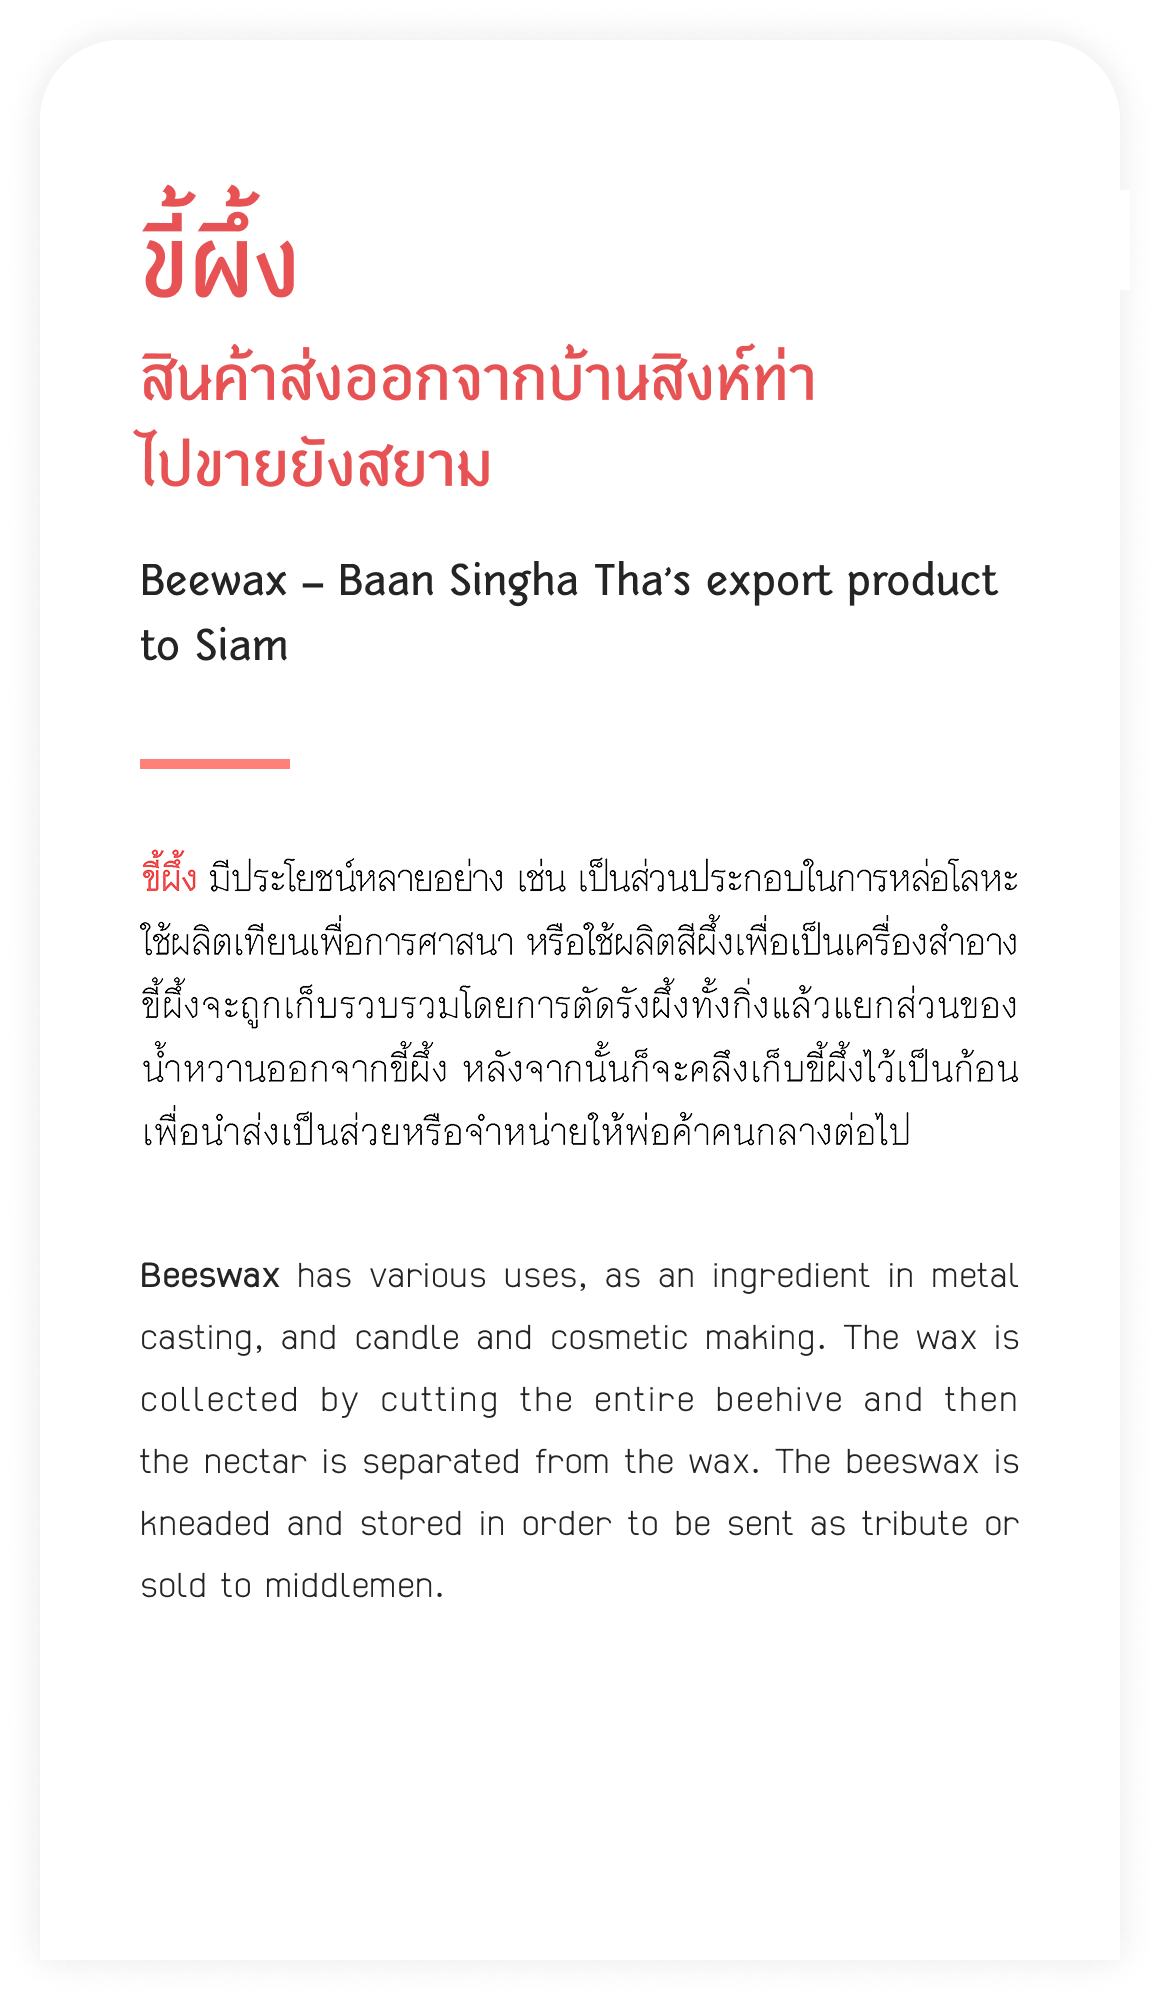 ขี้ผึ้ง
สินค้าส่งออกจากบ้านสิงห์ท่า
ไปขายยังสยาม
Beewax – Baan Singha Tha’s export product
to Siam
ขี้ผึ้ง มีประโยชน์หลายอย่าง เช่น เป็นส่วนประกอบในการหล่อโลหะ
ใช้ผลิตเทียนเพื่อการศาสนา หรือใช้ผลิตสีผึ้งเพื่อเป็นเครื่องสำอาง
ขี้ผึ้งจะถูกเก็บรวบรวมโดยการตัดรังผึ้งทั้งกิ่งแล้วแยกส่วนของ
น้ำหวานออกจากขี้ผึ้ง หลังจากนั้นก็จะคลึงเก็บขี้ผึ้งไว้เป็นก้อน
เพื่อนำส่งเป็นส่วยหรือจำหน่ายให้พ่อค้าคนกลางต่อไป
Beeswax has various uses, as an ingredient in metal
casting, and candle and cosmetic making. The wax is
collected by cutting the entire beehive and then
the nectar is separated from the wax. The beeswax is
kneaded and stored in order to be sent as tribute or
sold to middlemen.